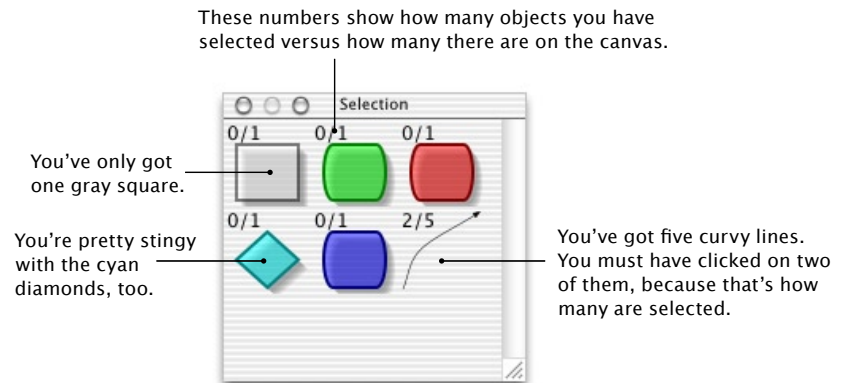 These numbers show how many objects you have
selected versus how many there are on the canvas.
Selection
0/1 0/1 0/1
You’ve only got
one gray square.
0/1 0/1 2/5
You’re pretty stingy
with the cyan
diamonds, too.
You’ve got five curvy lines.
You must have clicked on two
of them, because that’s how
many are selected.